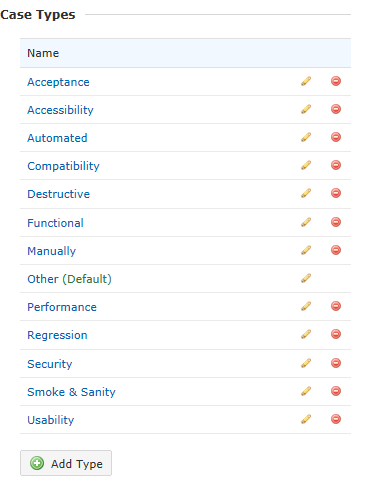 Case Types
Name
Acceptance
Accessibility
Automated
Compatibility
Destructive
Functional
Manually
Other (Default)
Performance
Regression
Security
Smoke & Sanity
Usability
Add Type